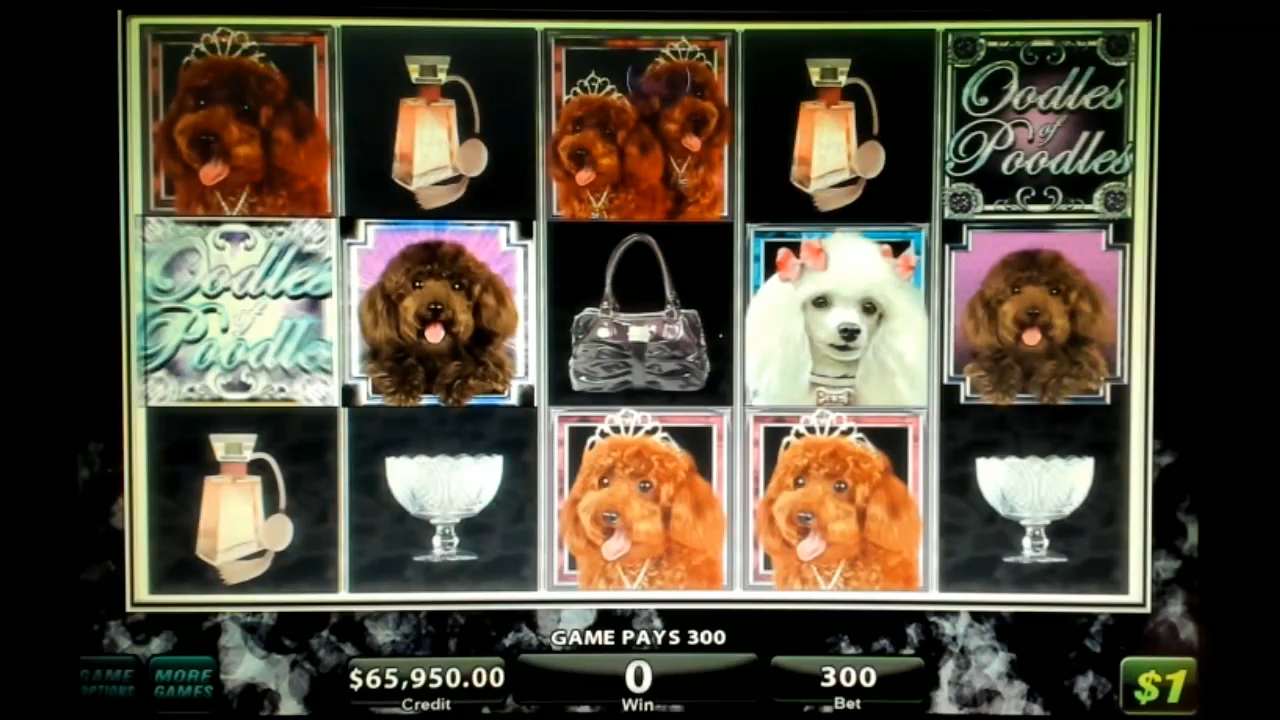 Oodles
of
Poodles
Oodles
of
Poodle
GAME PAYS 300
GAME
OPTIONS
MORE
GAMES
$65,950.00
Credit
0
Win
300
Bet
$1